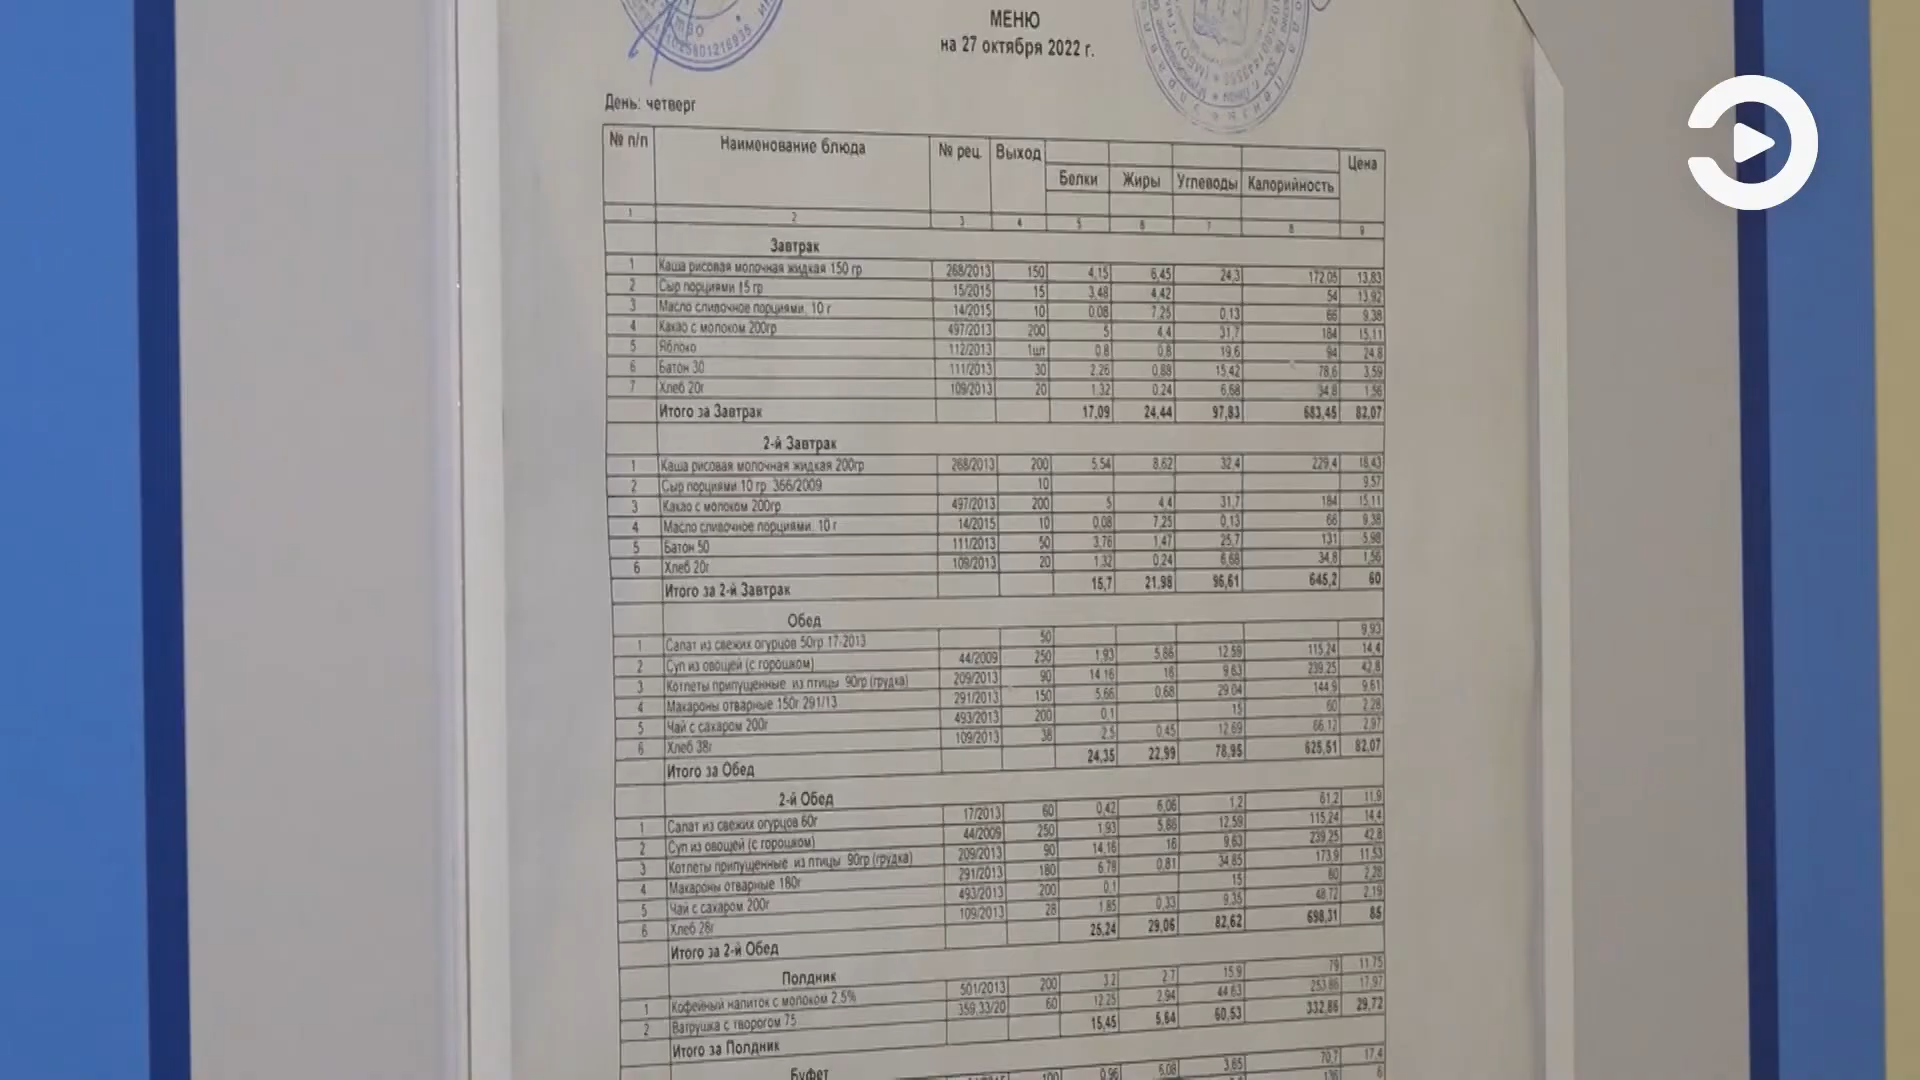 МЕНЮ
на 27 октября 2022 г.
День: четверг
№ п/п Наименование блюда № рец. Выход Белки Жиры Углеводы Калорийность Цена
1 2 3 4 5 6 7 8 9
Завтрак
1 Каша рисовая молочная жидкая 150 гр 268/2013 150 4,15 6,45 24,3 172,05 13,83
2 Сыр порциями 15 гр 15/2015 15 3,48 4,42 54 13,92
3 Масло сливочное порциями, 10 г 14/2015 10 0,08 7,25 0,13 66 9,38
4 Какао с молоком 200гр 497/2013 200 5 4,4 31,7 184 15,11
5 Яблоко 112/2013 1шт 0,8 0,8 19,6 94 24,8
6 Батон 30 111/2013 30 2,26 0,88 15,42 78,6 3,59
7 Хлеб 20г 109/2013 20 1,32 0,24 6,68 34,8 1,56
Итого за Завтрак 17,09 24,44 97,83 683,45 82,07
2-й Завтрак
1 Каша рисовая молочная жидкая 200гр 268/2013 200 5,54 8,62 32,4 229,4 18,43
2 Сыр порциями 10 гр 366/2009 10 9,57
3 Какао с молоком 200гр 497/2013 200 5 4,4 31,7 184 15,11
4 Масло сливочное порциями, 10 г 14/2015 10 0,08 7,25 0,13 66 9,38
5 Батон 50 111/2013 50 3,76 1,47 25,7 131 5,98
6 Хлеб 20г 109/2013 20 1,32 0,24 6,68 34,8 1,56
Итого за 2-й Завтрак 15,7 21,98 96,61 645,2 60
Обед
1 Салат из свежих огурцов 50гр 17-2013 50 9,93
2 Суп из овощей (с горошком) 44/2009 250 1,93 5,86 12,59 115,24 14,4
3 Котлеты припущенные из птицы 90гр (грудка) 209/2013 90 14,16 16 9,63 239,25 42,8
4 Макароны отварные 150г 291/13 291/2013 150 5,66 0,68 29,04 144,9 9,61
5 Чай с сахаром 200г 493/2013 200 0,1 15 60 2,28
6 Хлеб 38г 109/2013 38 2,5 0,45 12,69 66,12 2,97
Итого за Обед 24,35 22,99 78,95 625,51 82,07
2-й Обед
1 Салат из свежих огурцов 60г 17/2013 60 0,42 6,06 1,2 61,2 11,9
2 Суп из овощей (с горошком) 44/2009 250 1,93 5,86 12,59 115,24 14,4
3 Котлеты припущенные из птицы 90гр (грудка) 209/2013 90 14,16 16 9,63 239,25 42,8
4 Макароны отварные 180г 291/2013 180 6,78 0,81 34,85 173,9 11,53
5 Чай с сахаром 200г 493/2013 200 0,1 15 60 2,28
6 Хлеб 28г 109/2013 28 1,85 0,33 9,35 48,72 2,19
Итого за 2-й Обед 25,24 29,06 82,62 698,31 85
Полдник
1 Кофейный напиток с молоком 2,5% 501/2013 200 3,2 2,7 15,9 79 11,75
2 Ватрушка с творогом 75 359,33/20 60 12,25 2,94 44,63 253,86 17,97
Итого за Полдник 15,45 5,64 60,53 332,86 29,72
Буфет
100 0,96 6,08 3,65 70,7 17,4